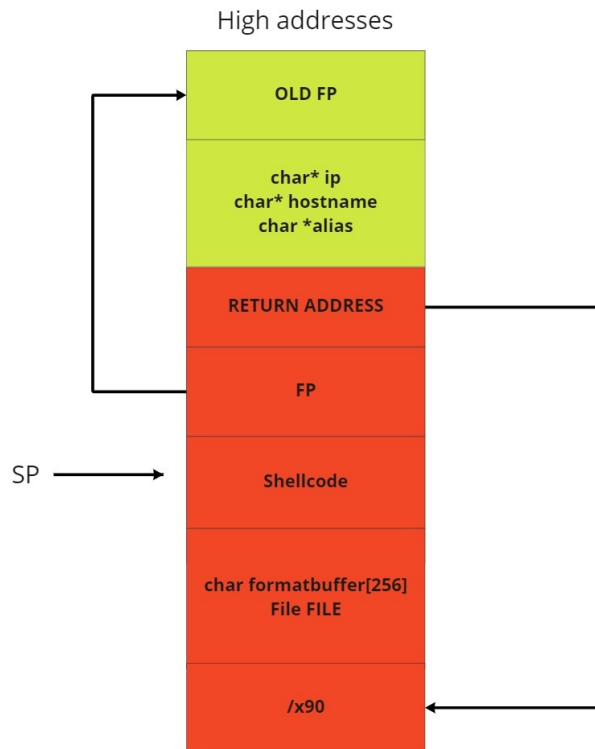 High addresses
OLD FP
char* ip
char* hostname
char *alias
RETURN ADDRESS
FP
SP
Shellcode
char formatbuffer[256]
File FILE
/x90